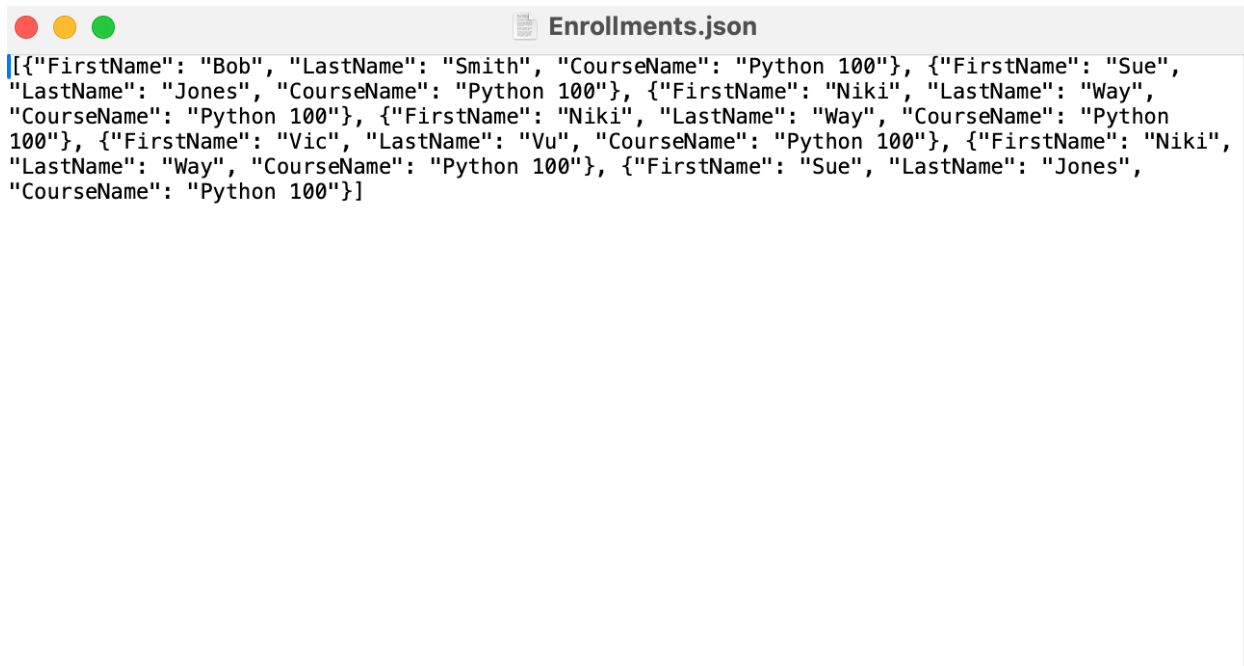 Enrollments.json
[{"FirstName": "Bob", "LastName": "Smith", "CourseName": "Python 100"}, {"FirstName": "Sue",
"LastName": "Jones", "CourseName": "Python 100"}, {"FirstName": "Niki", "LastName": "Way",
"CourseName": "Python 100"}, {"FirstName": "Niki", "LastName": "Way", "CourseName": "Python
100"}, {"FirstName": "Vic", "LastName": "Vu", "CourseName": "Python 100"}, {"FirstName": "Niki",
"LastName": "Way", "CourseName": "Python 100"}, {"FirstName": "Sue", "LastName": "Jones",
"CourseName": "Python 100"}]